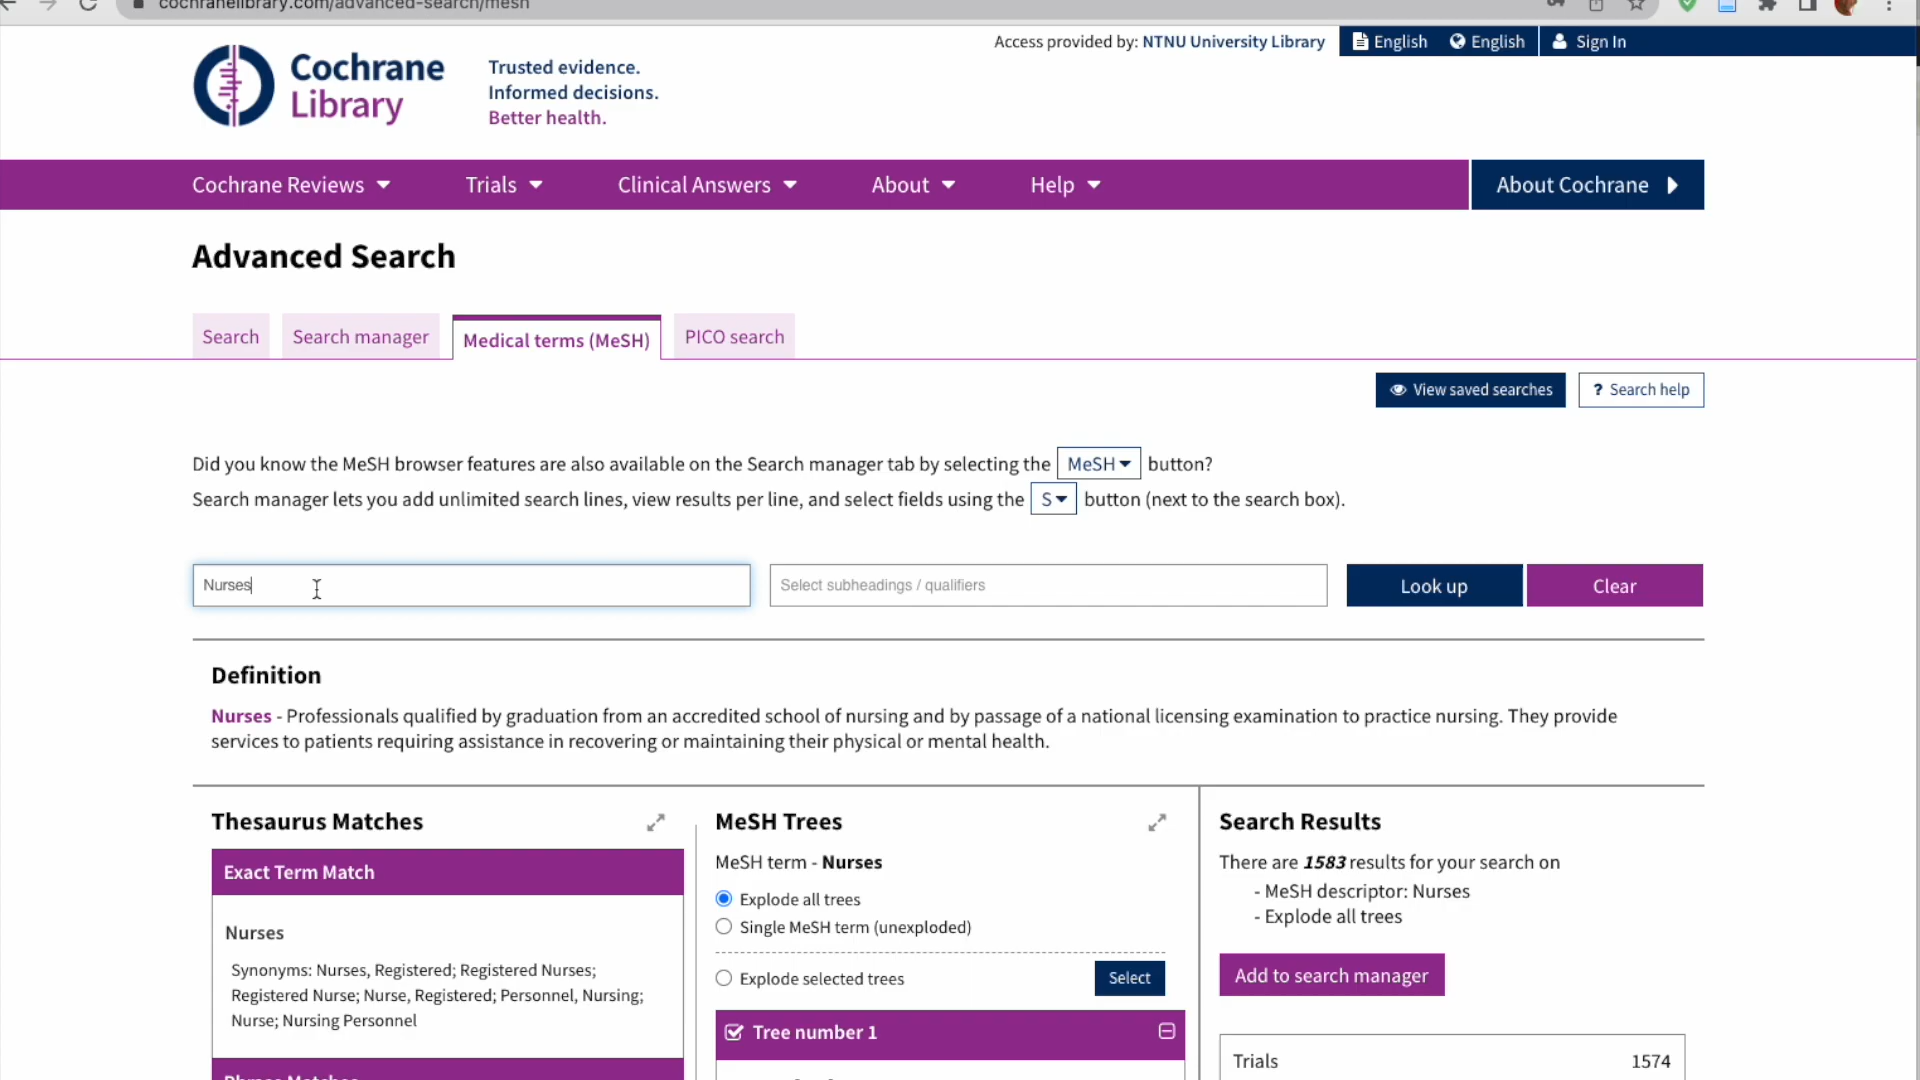 cochranelibrary.com/advanced-search/mesh
Access provided by: NTNU University Library
English
English
Sign In
Cochrane
Library
Trusted evidence.
Informed decisions.
Better health.
Cochrane Reviews
Trials
Clinical Answers
About
Help
About Cochrane
Advanced Search
Search
Search manager
Medical terms (MeSH)
PICO search
View saved searches
? Search help
Did you know the MeSH browser features are also available on the Search manager tab by selecting the MeSH button?
Search manager lets you add unlimited search lines, view results per line, and select fields using the S button (next to the search box).
Nurses
Select subheadings / qualifiers
Look up
Clear
Definition
Nurses - Professionals qualified by graduation from an accredited school of nursing and by passage of a national licensing examination to practice nursing. They provide
services to patients requiring assistance in recovering or maintaining their physical or mental health.
Thesaurus Matches
Exact Term Match
Nurses
Synonyms: Nurses, Registered; Registered Nurses;
Registered Nurse; Nurse, Registered; Personnel, Nursing;
Nurse; Nursing Personnel
Phrase Matches
MeSH Trees
MeSH term - Nurses
Explode all trees
Single MeSH term (unexploded)
Explode selected trees
Select
Tree number 1
Search Results
There are 1583 results for your search on
- MeSH descriptor: Nurses
- Explode all trees
Add to search manager
Trials 1574